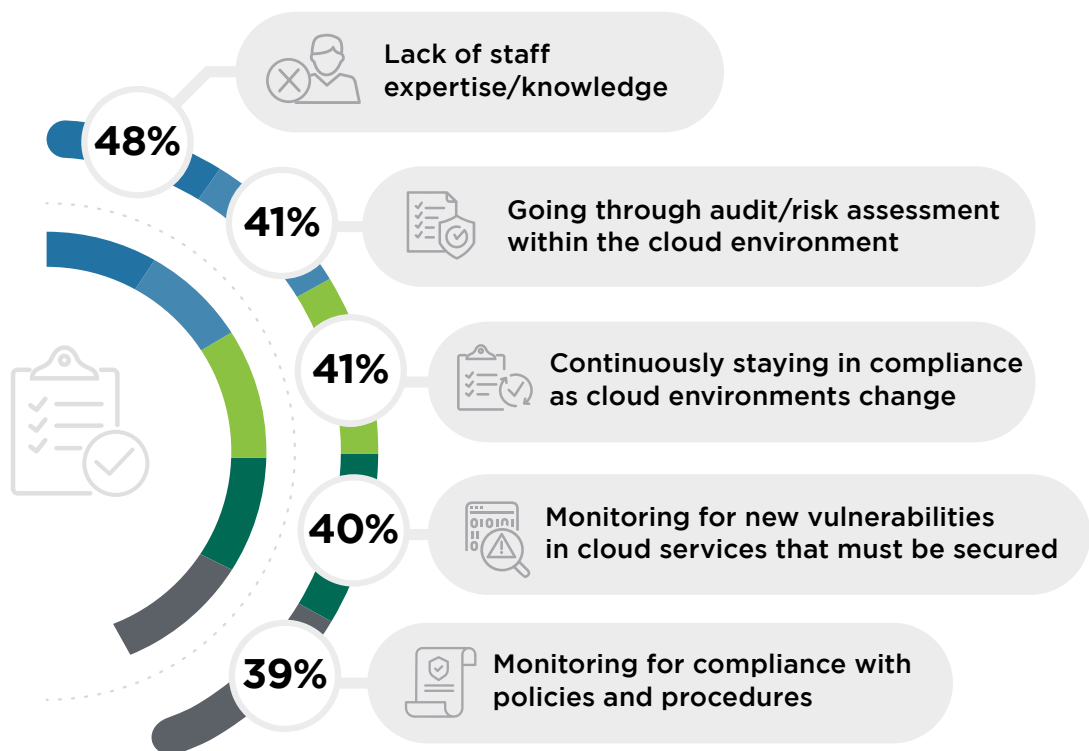 48%
Lack of staff
expertise/knowledge
41%
Going through audit/risk assessment
within the cloud environment
41%
Continuously staying in compliance
as cloud environments change
40%
010101
0
Monitoring for new vulnerabilities
in cloud services that must be secured
39%
Monitoring for compliance with
policies and procedures